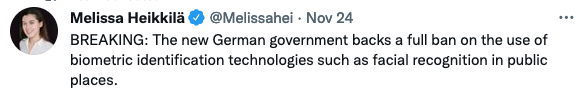 Melissa Heikkilä @Melissahei · Nov 24
BREAKING: The new German government backs a full ban on the use of
biometric identification technologies such as facial recognition in public
places.